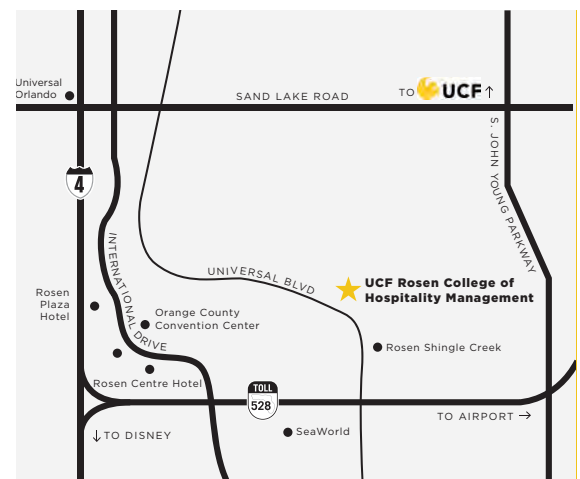 Universal
Orlando
SAND LAKE ROAD
TO UCF ↑
S. JOHN YOUNG PARKWAY
4
INTERNATIONAL DRIVE
UNIVERSAL BLVD
UCF Rosen College of
Hospitality Management
Rosen
Plaza
Hotel
Orange County
Convention Center
Rosen Shingle Creek
Rosen Centre Hotel
TOLL
528
TO AIRPORT →
↓ TO DISNEY
SeaWorld